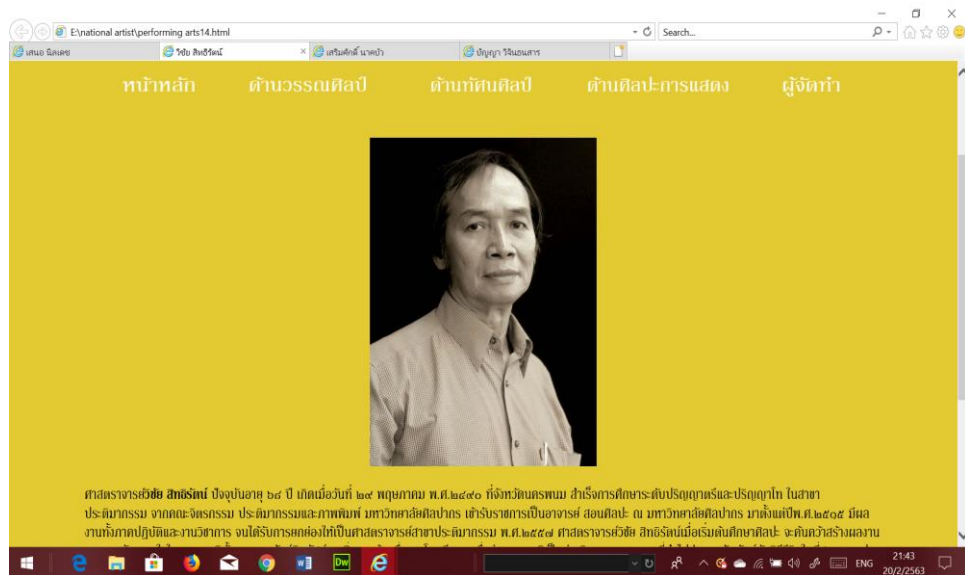 E:\national artist\performing arts14.html
Search...
เสนอ นิลเดช
วิชัย สิทธิรัตน์
เสริมศักดิ์ นาคบัว
ปัญญา วิจินธนสาร
หน้าหลัก ด้านวรรณศิลป์ ด้านทัศนศิลป์ ด้านศิลปะการแสดง ผู้จัดทำ
ศาสตราจารย์วิชัย สิทธิรัตน์ ปัจจุบันอายุ ๖๘ ปี เกิดเมื่อวันที่ ๒๙ พฤษภาคม พ.ศ.๒๔๙๐ ที่จังหวัดนครพนม สำเร็จการศึกษาระดับปริญญาตรีและปริญญาโท ในสาขา
ประติมากรรม จากคณะจิตรกรรม ประติมากรรมและภาพพิมพ์ มหาวิทยาลัยศิลปากร เข้ารับราชการเป็นอาจารย์ สอนศิลปะ ณ มหาวิทยาลัยศิลปากร มาตั้งแต่ปีพ.ศ.๒๕๑๙ มีผล
งานทั้งภาคปฏิบัติและงานวิชาการ จนได้รับการยกย่องให้เป็นศาสตราจารย์สาขาประติมากรรม พ.ศ.๒๕๕๗ ศาสตราจารย์วิชัย สิทธิรัตน์เมื่อเริ่มต้นศึกษาศิลปะ จะค้นคว้าสร้างผลงาน
ENG
21:43
20/2/2563